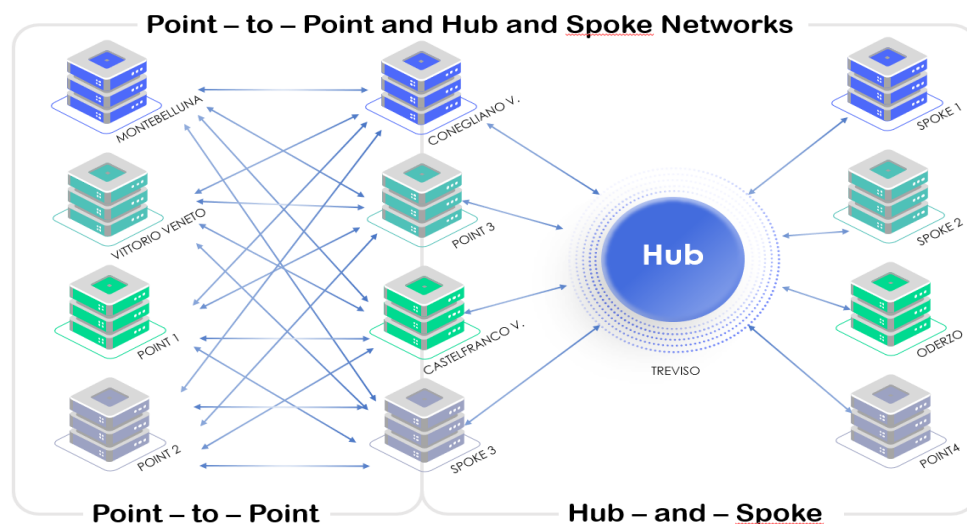 Point – to – Point and Hub and Spoke Networks
MONTEBELLUNA
CONEGLIANO V.
SPOKE 1
VITTORIO VENETO
POINT 3
SPOKE 2
Hub
POINT 1
CASTELFRANCO V.
TREVISO
ODERZO
POINT 2
SPOKE 3
POINT4
Point – to – Point
Hub – and – Spoke